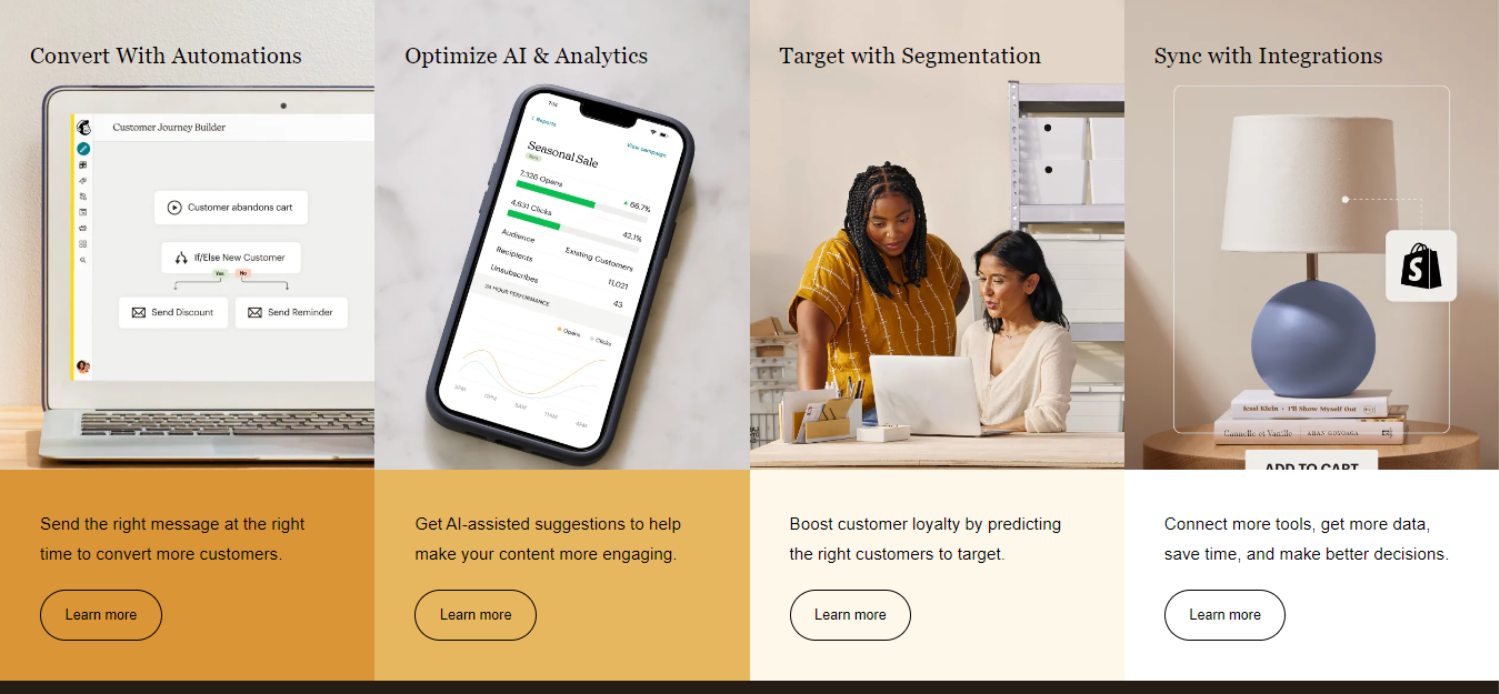 Convert With Automations
Customer Journey Builder
Customer abandons cart
If/Else New Customer
Yes No
Send Discount Send Reminder
Send the right message at the right
time to convert more customers.
Learn more
Optimize AI & Analytics
Reports
View campaign
Seasonal Sale
7,326 Opens
66.7%
4,631 Clicks
42.1%
Audience Existing Customers
Recipients 11,021
Unsubscribes 43
24 HOUR PERFORMANCE
Opens Clicks
Get AI-assisted suggestions to help
make your content more engaging.
Learn more
Target with Segmentation
Boost customer loyalty by predicting
the right customers to target.
Learn more
Sync with Integrations
S
Jessi Klein - I'll Show Myself Out
Cannelle et Vanille ARAN GOYOAGA
ADD TO CART
Connect more tools, get more data,
save time, and make better decisions.
Learn more